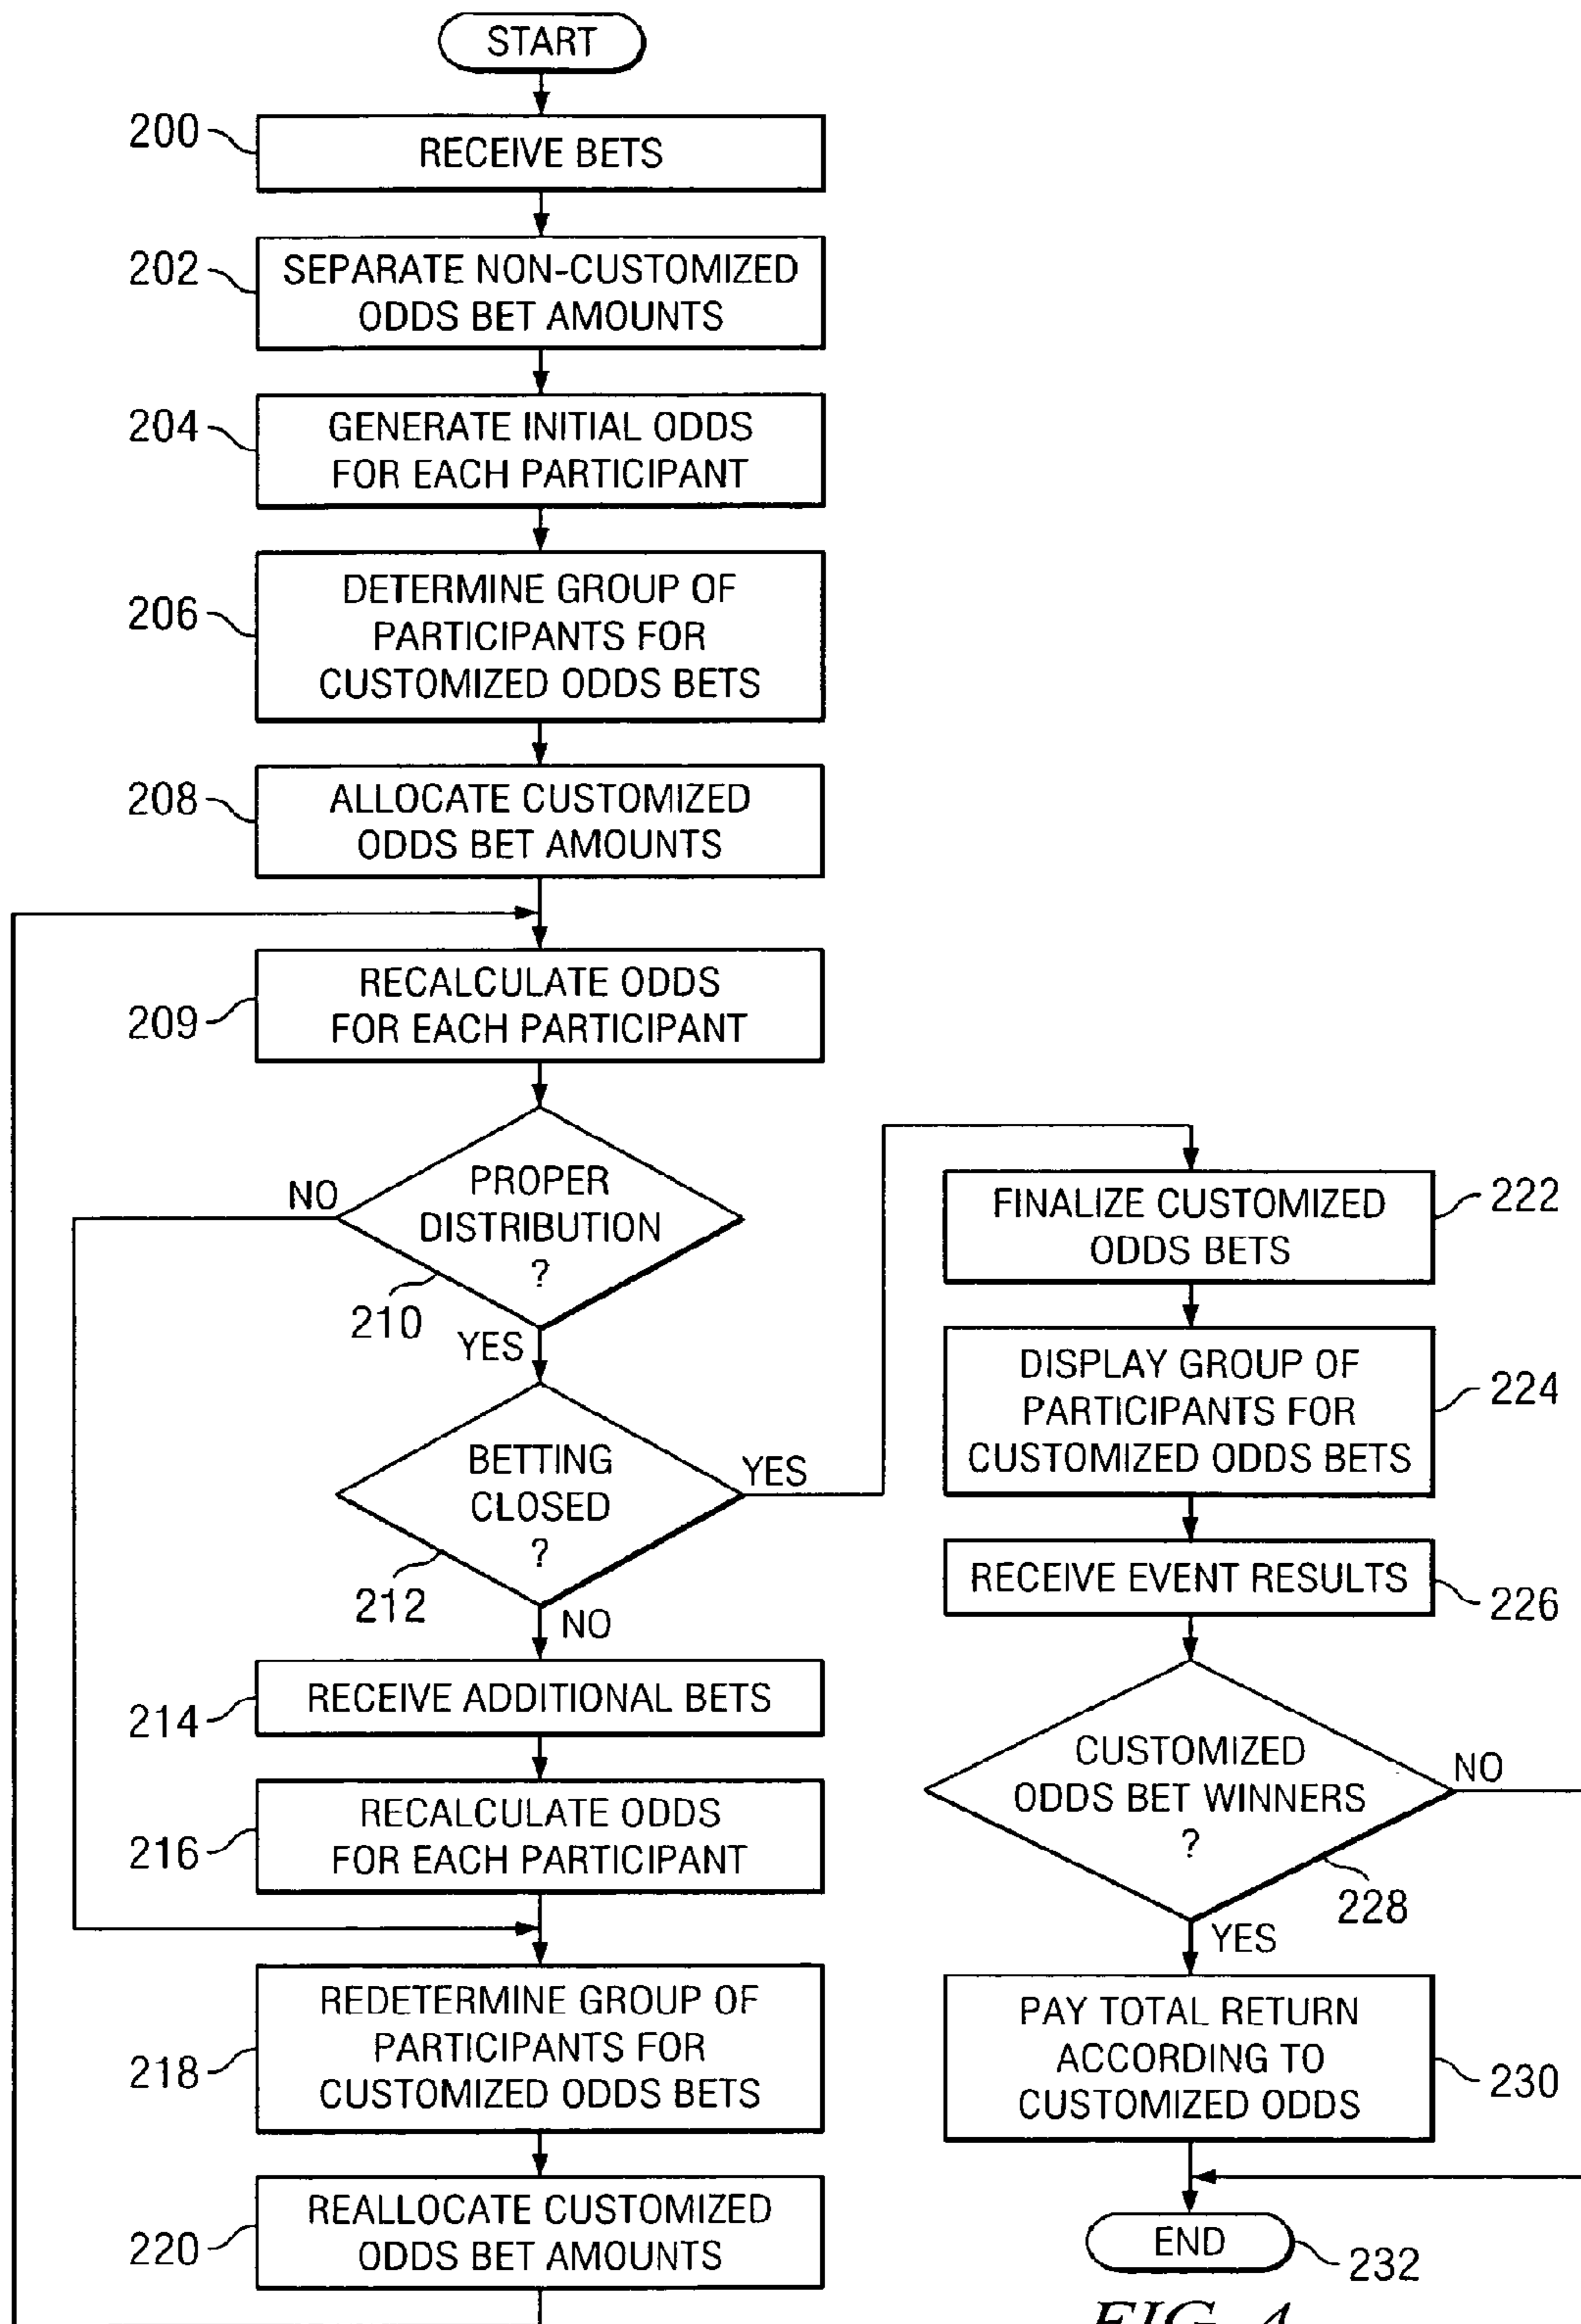 START
200
RECEIVE BETS
202
SEPARATE NON-CUSTOMIZED
ODDS BET AMOUNTS
204
GENERATE INITIAL ODDS
FOR EACH PARTICIPANT
206
DETERMINE GROUP OF
PARTICIPANTS FOR
CUSTOMIZED ODDS BETS
208
ALLOCATE CUSTOMIZED
ODDS BET AMOUNTS
209
RECALCULATE ODDS
FOR EACH PARTICIPANT
NO
PROPER
DISTRIBUTION
?
210
YES
BETTING
CLOSED
?
YES
212
NO
214
RECEIVE ADDITIONAL BETS
216
RECALCULATE ODDS
FOR EACH PARTICIPANT
218
REDETERMINE GROUP OF
PARTICIPANTS FOR
CUSTOMIZED ODDS BETS
220
REALLOCATE CUSTOMIZED
ODDS BET AMOUNTS
FINALIZE CUSTOMIZED
ODDS BETS
222
DISPLAY GROUP OF
PARTICIPANTS FOR
CUSTOMIZED ODDS BETS
224
RECEIVE EVENT RESULTS
226
CUSTOMIZED
ODDS BET WINNERS
?
NO
228
YES
PAY TOTAL RETURN
ACCORDING TO
CUSTOMIZED ODDS
230
END
232
FIG. 4